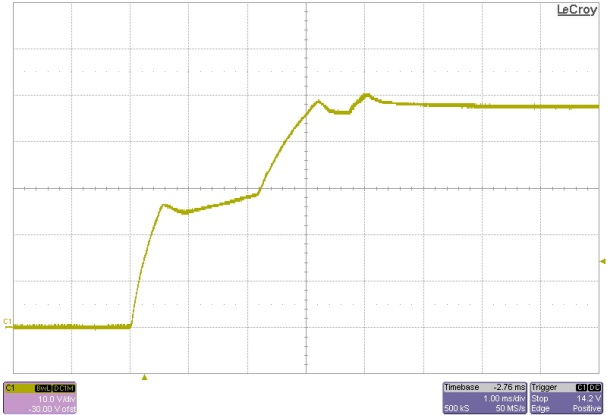 LeCroy
C1
C1 BwL DC1M
10.0 V/div
-30.00 V ofst
Timebase -2.76 ms
1.00 ms/div
500 kS 50 MS/s
Trigger C1 DC
Stop 14.2 V
Edge Positive